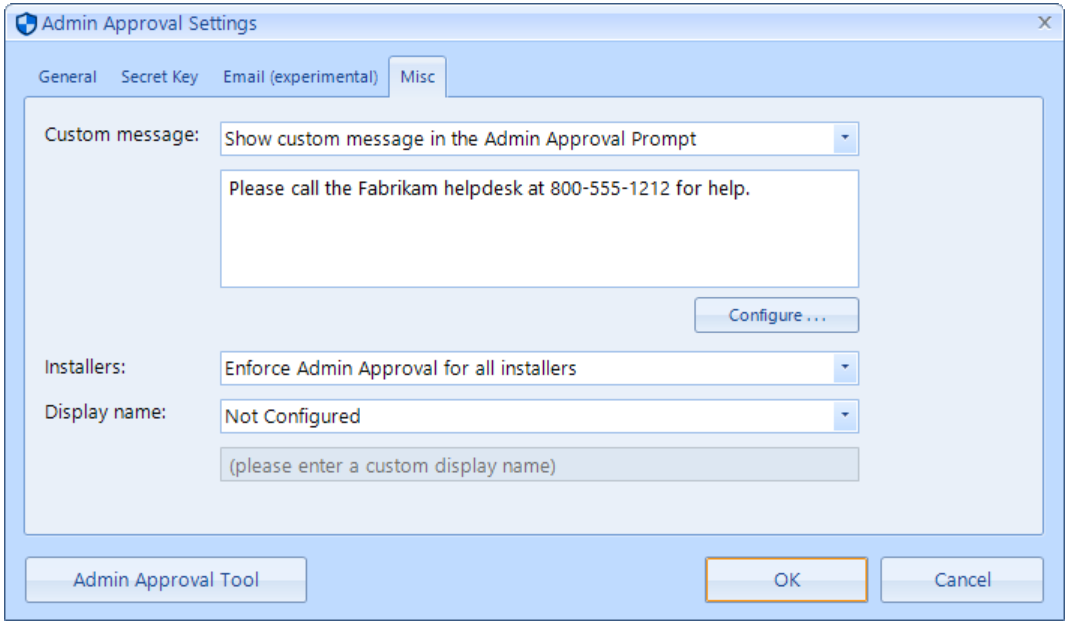 Admin Approval Settings
General Secret Key Email (experimental) Misc
Custom message: Show custom message in the Admin Approval Prompt
Please call the Fabrikam helpdesk at 800-555-1212 for help.
Configure . . .
Installers: Enforce Admin Approval for all installers
Display name: Not Configured
(please enter a custom display name)
Admin Approval Tool OK Cancel